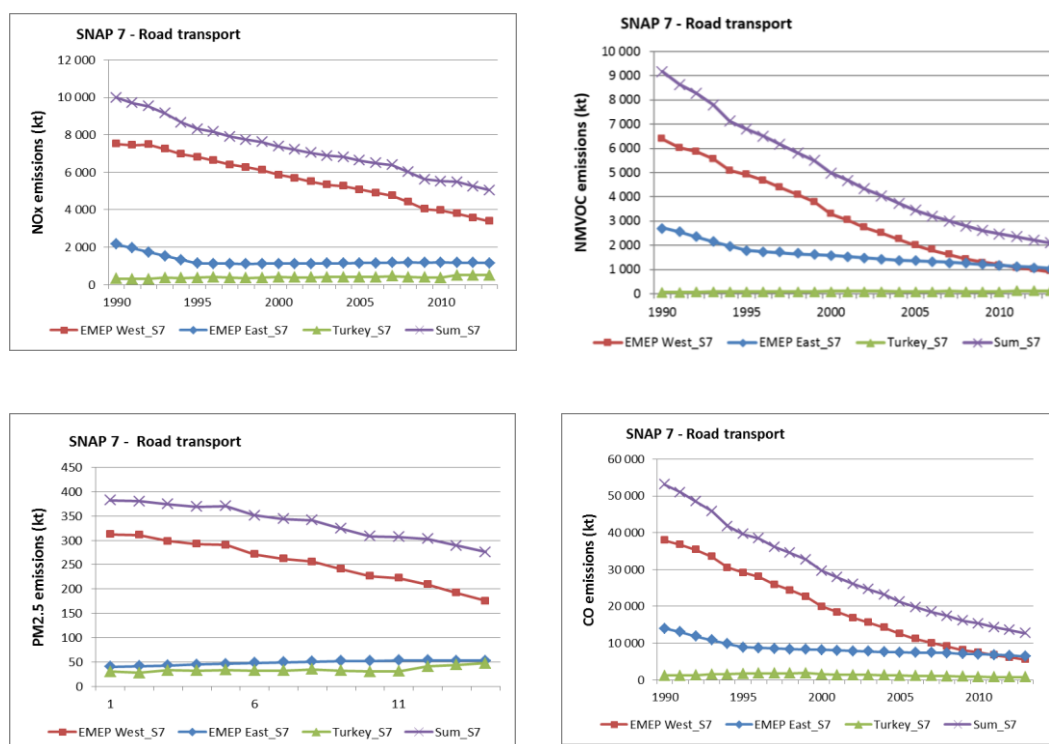 SNAP 7 - Road transport
NOx emissions (kt)
12 000
10 000
8 000
6 000
4 000
2 000
0
1990 1995 2000 2005 2010
EMEP West_S7 EMEP East_S7 Turkey_S7 Sum_S7
SNAP 7 - Road transport
NMVOC emissions (kt)
10 000
9 000
8 000
7 000
6 000
5 000
4 000
3 000
2 000
1 000
0
1990 1995 2000 2005 2010
EMEP West_S7 EMEP East_S7 Turkey_S7 Sum_S7
SNAP 7 - Road transport
PM2.5 emissions (kt)
450
400
350
300
250
200
150
100
50
0
1 6 11
EMEP West_S7 EMEP East_S7 Turkey_S7 Sum_S7
SNAP 7 - Road transport
CO emissions (kt)
60 000
50 000
40 000
30 000
20 000
10 000
0
1990 1995 2000 2005 2010
EMEP West_S7 EMEP East_S7 Turkey_S7 Sum_S7